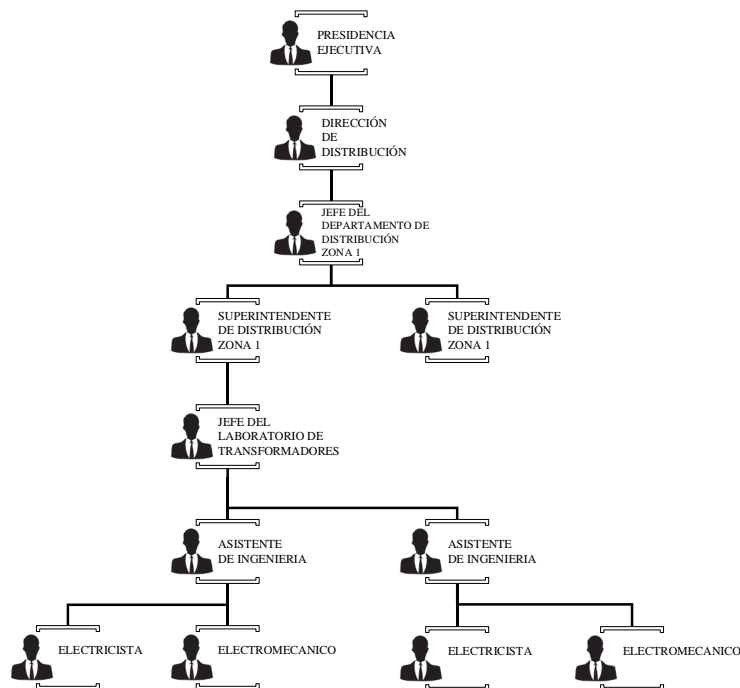 PRESIDENCIA
EJECUTIVA
DIRECCIÓN
DE
DISTRIBUCIÓN
JEFE DEL
DEPARTAMENTO DE
DISTRIBUCIÓN
ZONA 1
SUPERINTENDENTE
DE DISTRIBUCIÓN
ZONA 1
SUPERINTENDENTE
DE DISTRIBUCIÓN
ZONA 1
JEFE DEL
LABORATORIO DE
TRANSFORMADORES
ASISTENTE
DE INGENIERIA
ASISTENTE
DE INGENIERIA
ELECTRICISTA
ELECTROMECANICO
ELECTRICISTA
ELECTROMECANICO